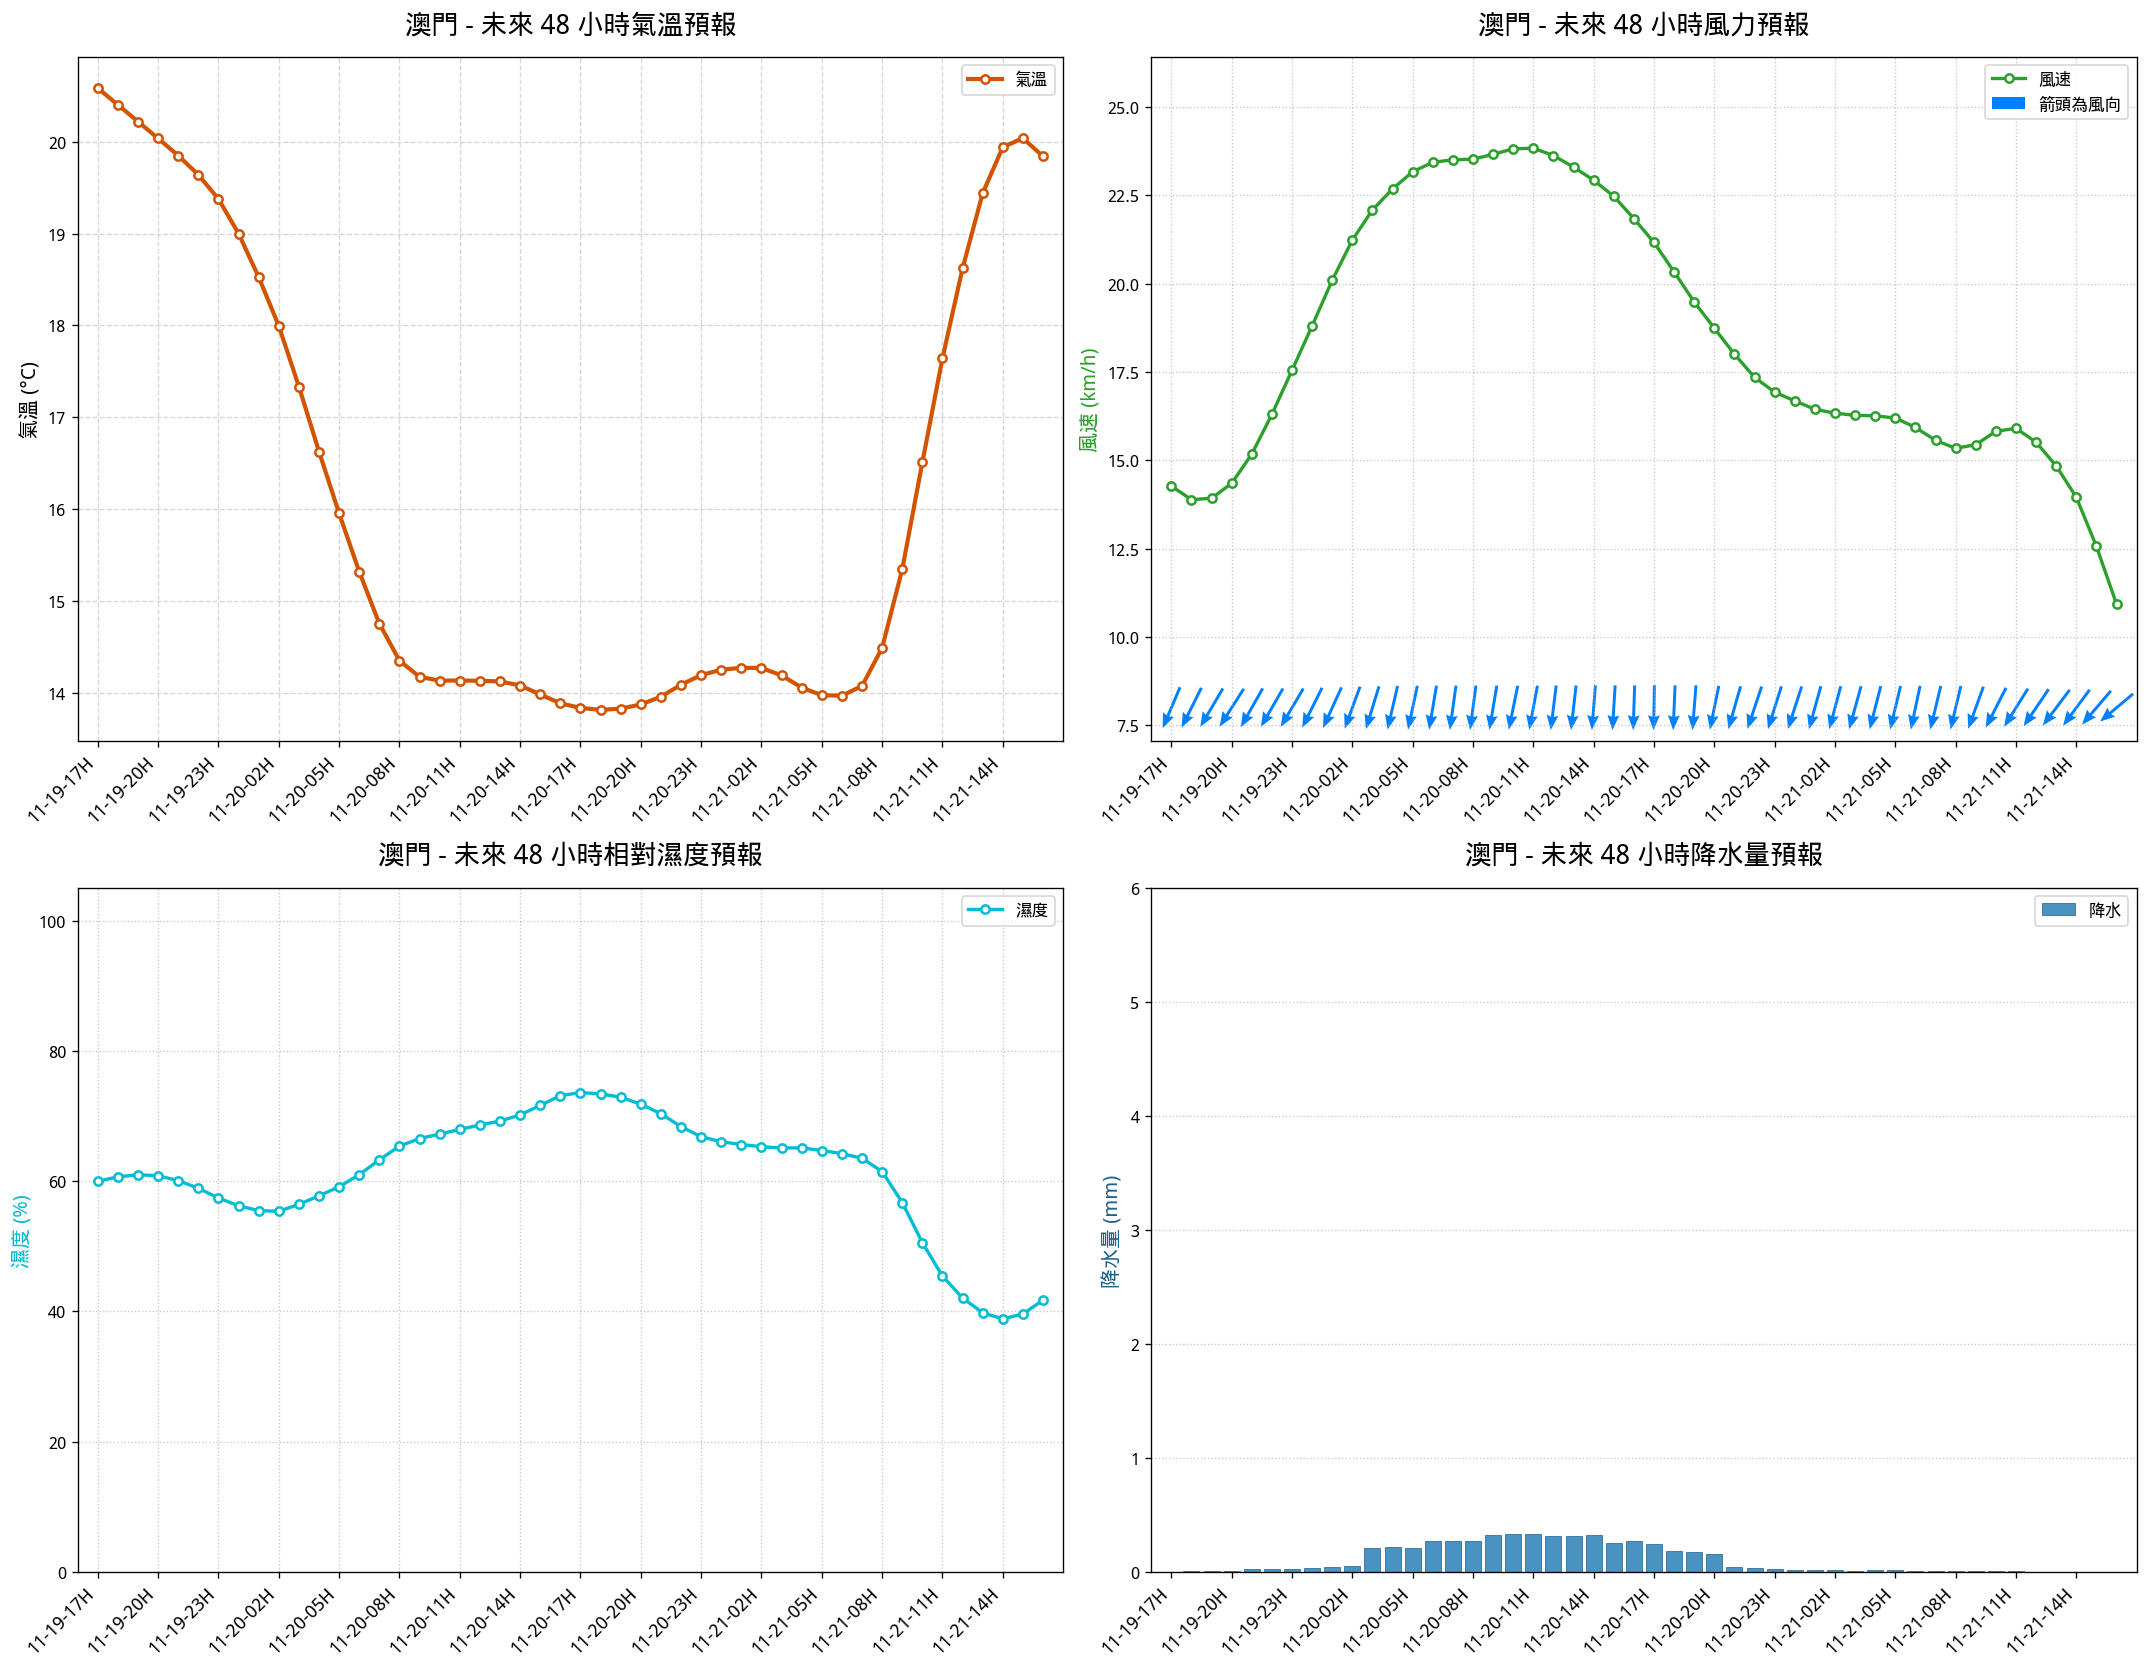 澳門 - 未來 48 小時氣溫預報
氣溫
氣溫 (°C)
20
19
18
17
16
15
14
11-19-17H
11-19-20H
11-19-23H
11-20-02H
11-20-05H
11-20-08H
11-20-11H
11-20-14H
11-20-17H
11-20-20H
11-20-23H
11-21-02H
11-21-05H
11-21-08H
11-21-11H
11-21-14H
澳門 - 未來 48 小時風力預報
風速
箭頭為風向
風速 (km/h)
25.0
22.5
20.0
17.5
15.0
12.5
10.0
7.5
11-19-17H
11-19-20H
11-19-23H
11-20-02H
11-20-05H
11-20-08H
11-20-11H
11-20-14H
11-20-17H
11-20-20H
11-20-23H
11-21-02H
11-21-05H
11-21-08H
11-21-11H
11-21-14H
澳門 - 未來 48 小時相對濕度預報
濕度
濕度 (%)
100
80
60
40
20
0
11-19-17H
11-19-20H
11-19-23H
11-20-02H
11-20-05H
11-20-08H
11-20-11H
11-20-14H
11-20-17H
11-20-20H
11-20-23H
11-21-02H
11-21-05H
11-21-08H
11-21-11H
11-21-14H
澳門 - 未來 48 小時降水量預報
降水
降水量 (mm)
6
5
4
3
2
1
0
11-19-17H
11-19-20H
11-19-23H
11-20-02H
11-20-05H
11-20-08H
11-20-11H
11-20-14H
11-20-17H
11-20-20H
11-20-23H
11-21-02H
11-21-05H
11-21-08H
11-21-11H
11-21-14H